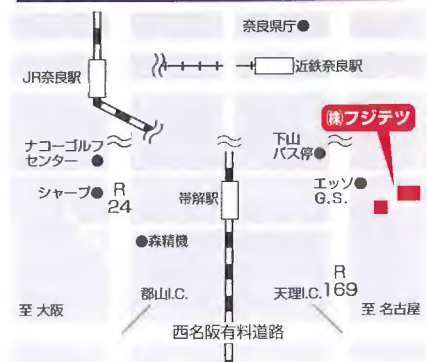 奈良県庁●
JR奈良駅
近鉄奈良駅
㈱フジテツ
ナコーゴルフ
センター●
下山
バス停●
シャープ●
R
24
帯解駅
エッソ●
G.S.
●森精機
郡山I.C.
天理I.C.
R
169
至 大阪
至 名古屋
西名阪有料道路